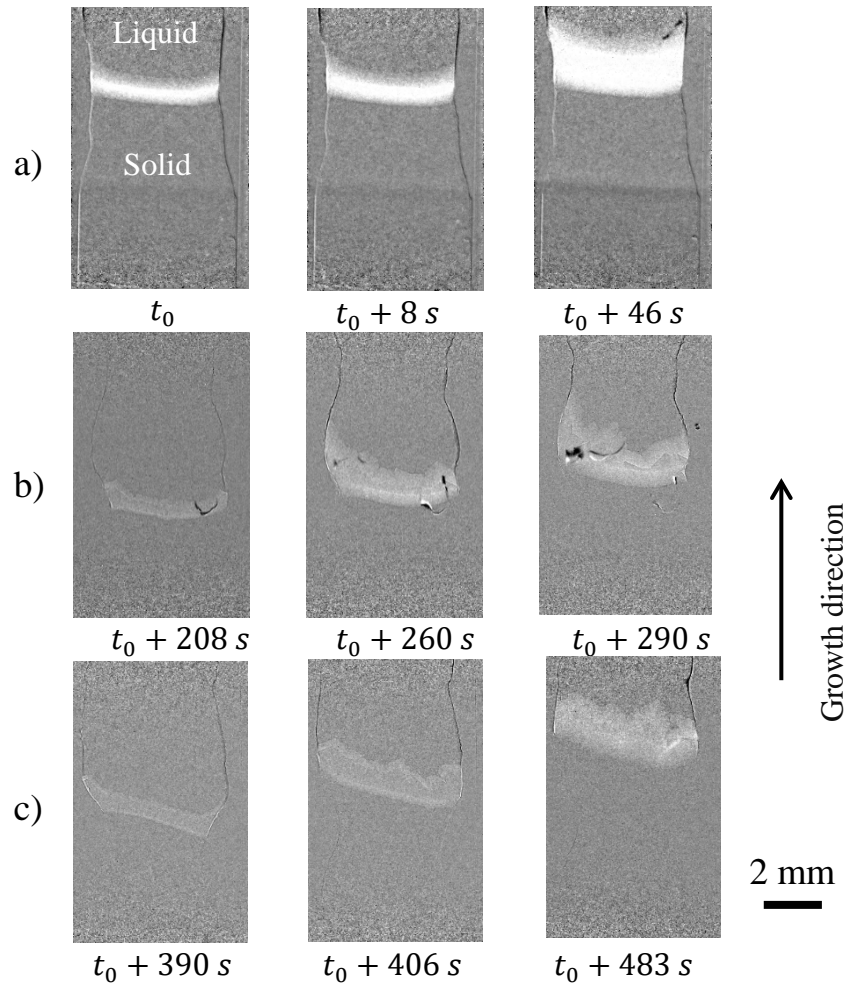 Liquid
Solid
a)
t₀
t₀ + 8 s
t₀ + 46 s
b)
t₀ + 208 s
t₀ + 260 s
t₀ + 290 s
Growth direction
c)
t₀ + 390 s
t₀ + 406 s
t₀ + 483 s
2 mm